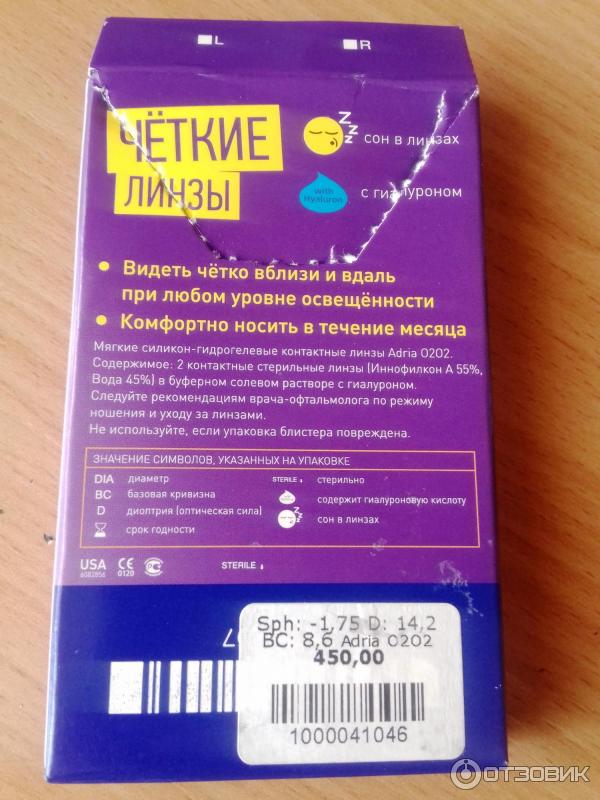 L
R
ЧЁТКИЕ
ЛИНЗЫ
Z Z Z
сон в линзах
with
Hyaluron
с гиалуроном
• Видеть чётко вблизи и вдаль
при любом уровне освещённости
• Комфортно носить в течение месяца
Мягкие силикон-гидрогелевые контактные линзы Adria O2O2.
Содержимое: 2 контактные стерильные линзы (Иннофилкон А 55%,
Вода 45%) в буферном солевом растворе с гиалуроном.
Следуйте рекомендациям врача-офтальмолога по режиму
ношения и уходу за линзами.
Не используйте, если упаковка блистера повреждена.
ЗНАЧЕНИЕ СИМВОЛОВ, УКАЗАННЫХ НА УПАКОВКЕ
DIA диаметр
BC базовая кривизна
D диоптрия (оптическая сила)
срок годности
STERILE стерильно
содержит гиалуроновую кислоту
сон в линзах
USA
6082856
CE
0120
STERILE
Sph: -1,75 D: 14,2
BC: 8,6 Adria O2O2
450,00
1000041046
7
ОТЗОВИК